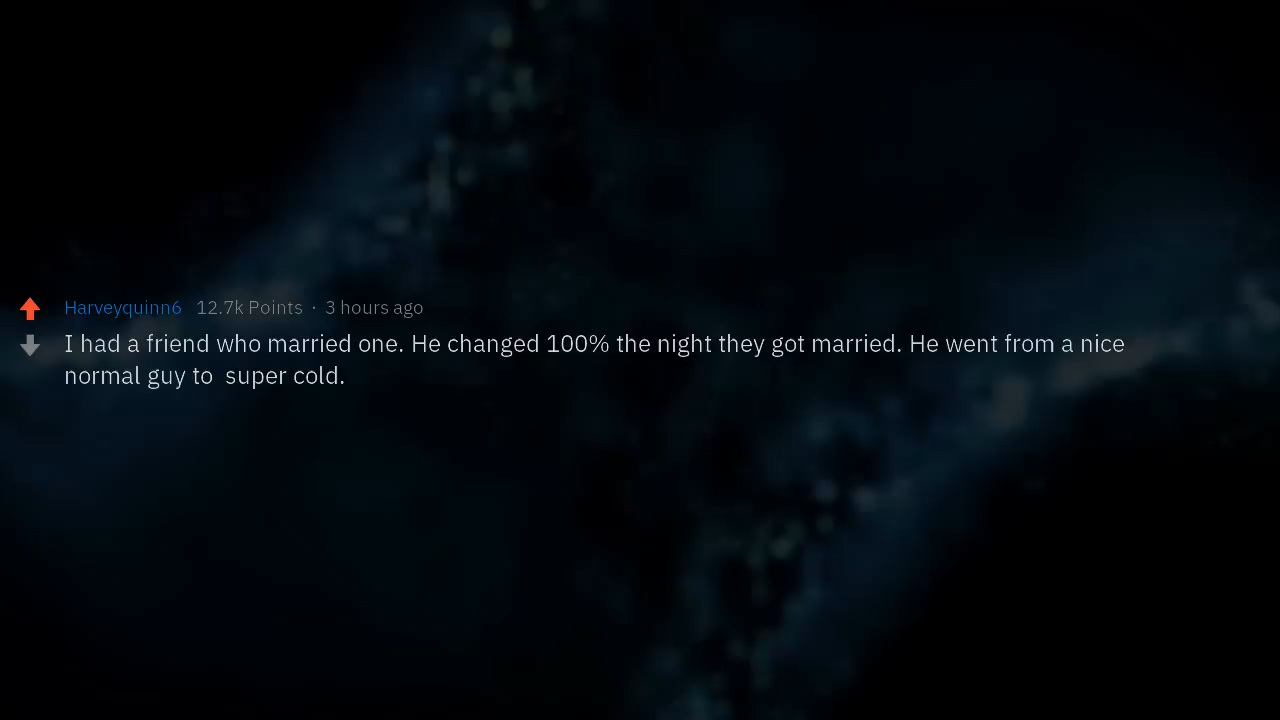 Harveyquinn6 12.7k Points · 3 hours ago
I had a friend who married one. He changed 100% the night they got married. He went from a nice
normal guy to  super cold.